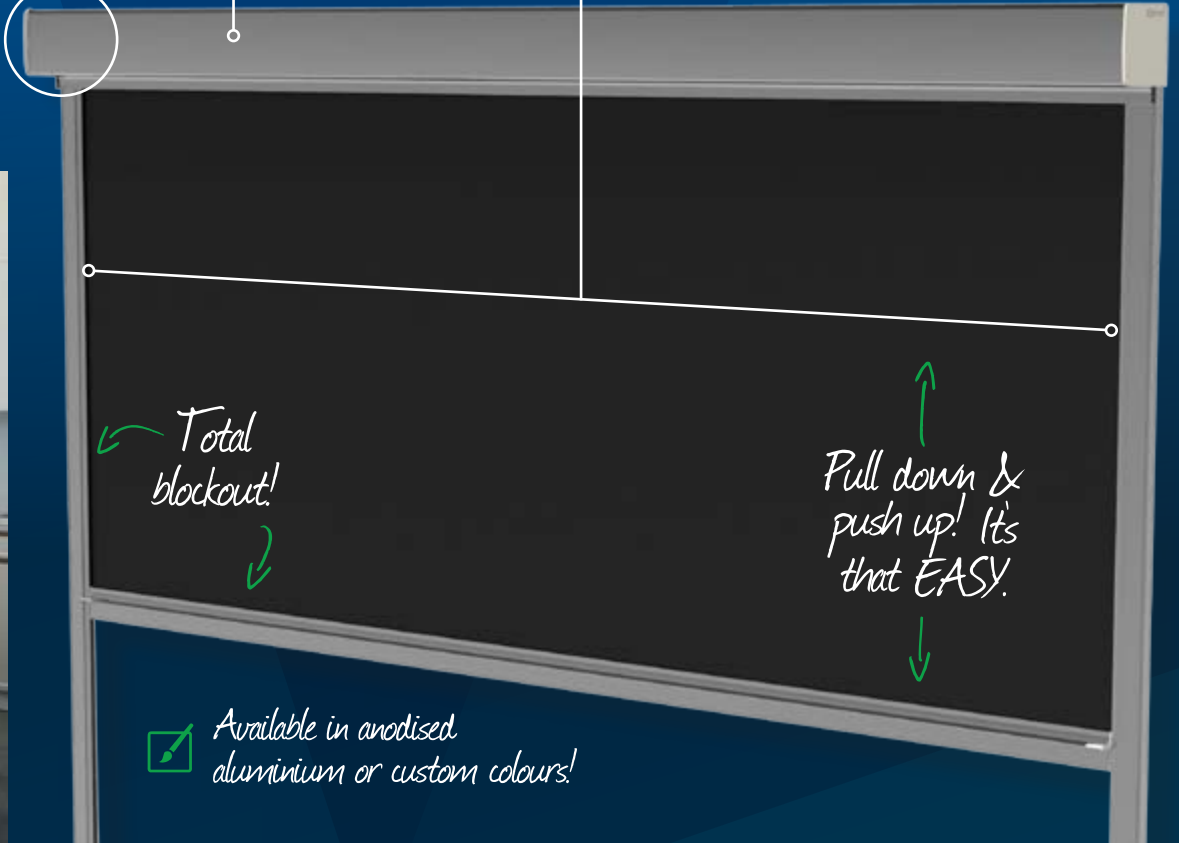 Total
blockout!
Pull down &
push up! It's
that EASY.
Available in anodised
aluminium or custom colours!